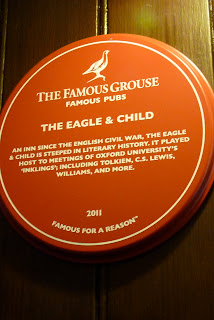 THE FAMOUS GROUSE
FAMOUS PUBS
THE EAGLE & CHILD
AN INN SINCE THE ENGLISH CIVIL WAR, THE EAGLE
& CHILD IS STEEPED IN LITERARY HISTORY. IT PLAYED
HOST TO MEETINGS OF OXFORD UNIVERSITY'S
'INKLINGS'; INCLUDING TOLKIEN, C.S. LEWIS,
WILLIAMS, AND MORE.
2011
FAMOUS FOR A REASON™